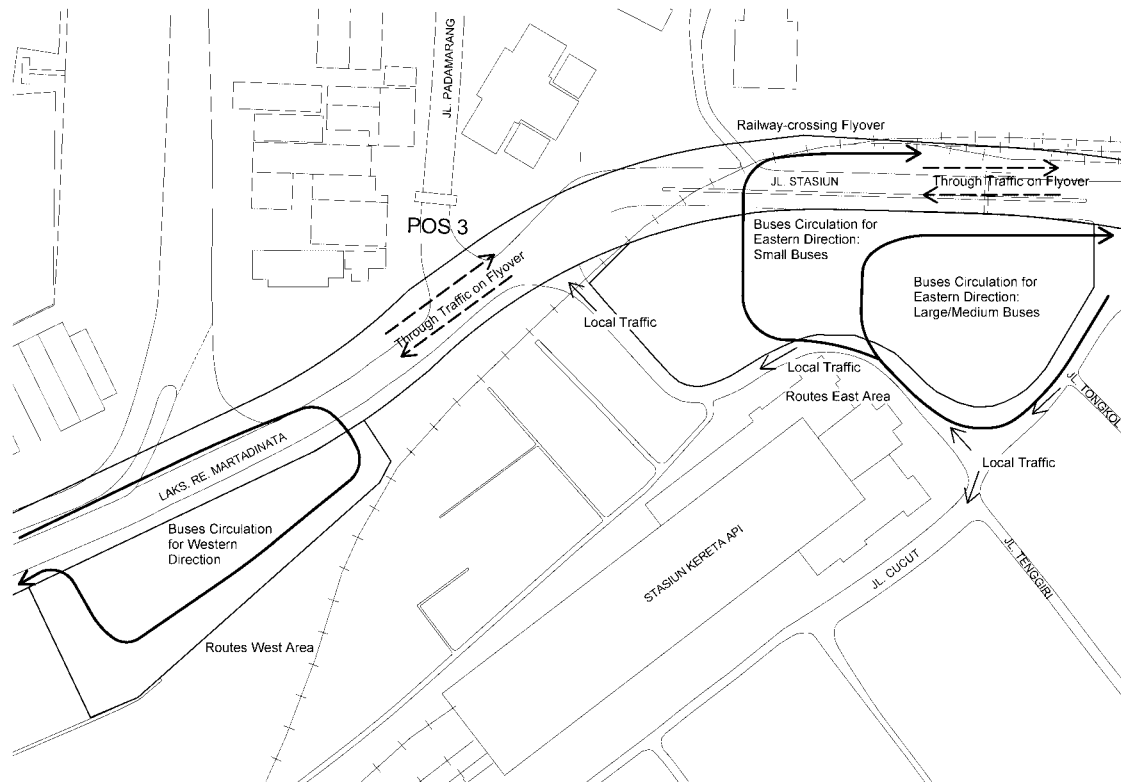 JL. PADAMARANG
Railway-crossing Flyover
JL. STASIUN
Through Traffic on Flyover
POS 3
Buses Circulation for
Eastern Direction:
Small Buses
Through Traffic on Flyover
Buses Circulation for
Eastern Direction:
Large/Medium Buses
Local Traffic
Local Traffic
Routes East Area
JL. TONGKOL
LAKS. RE. MARTADINATA
Local Traffic
Buses Circulation
for Western
Direction
STASIUN KERETA API
JL. CUCUT
JL. TENGGIRI
Routes West Area